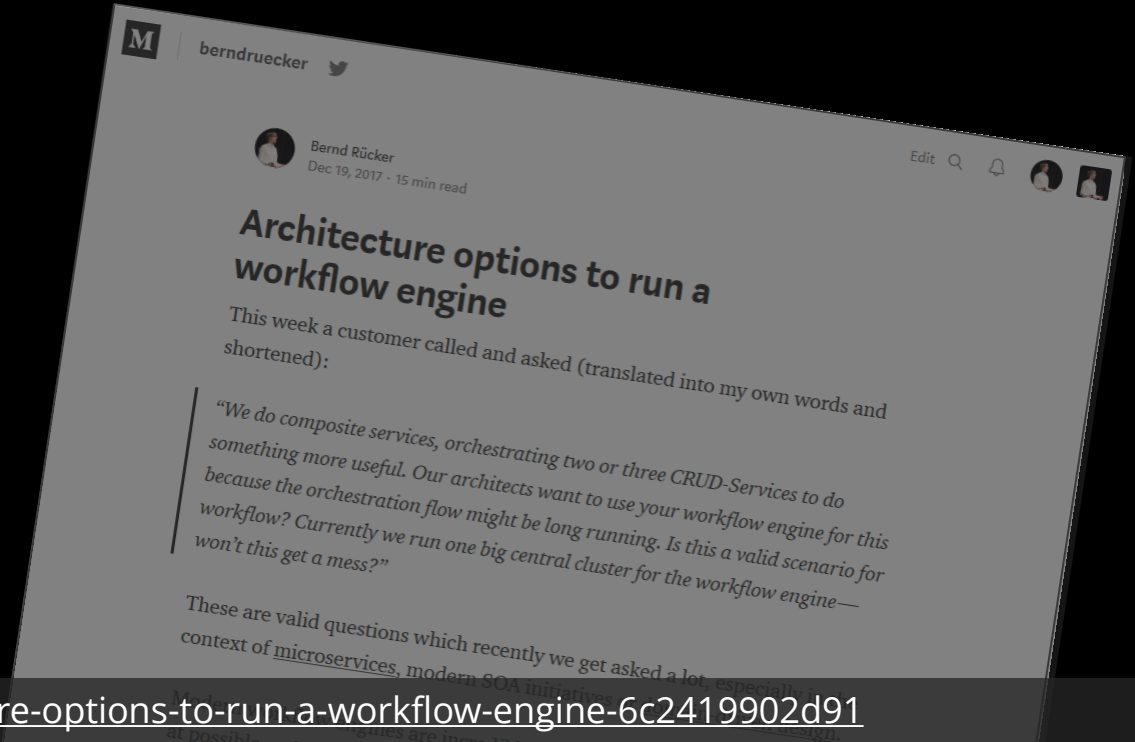 M
berndruecker
Edit
Bernd Rücker
Dec 19, 2017 · 15 min read
Architecture options to run a
workflow engine
This week a customer called and asked (translated into my own words and
shortened):
“We do composite services, orchestrating two or three CRUD-Services to do
something more useful. Our architects want to use your workflow engine for this
because the orchestration flow might be long running. Is this a valid scenario for
workflow? Currently we run one big central cluster for the workflow engine—
won’t this get a mess?”
These are valid questions which recently we get asked a lot, especially in
context of microservices, modern SOA initiatives design.
re-options-to-run-a-workflow-engine-6c2419902d91
at possible